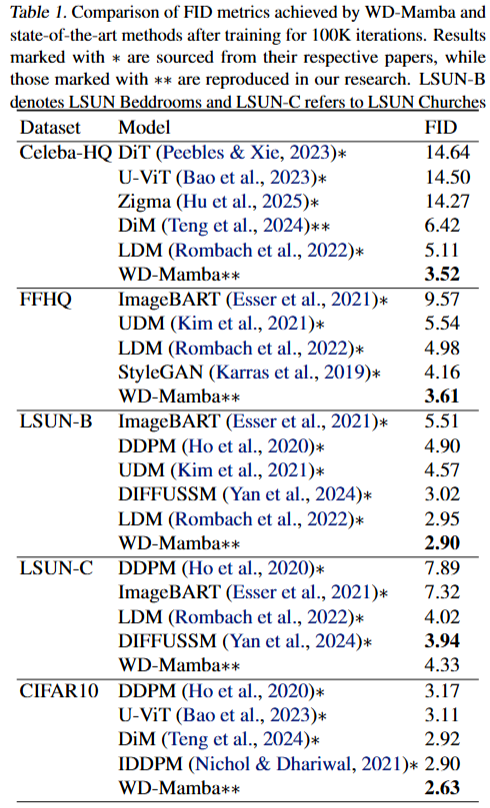 Table 1. Comparison of FID metrics achieved by WD-Mamba and
state-of-the-art methods after training for 100K iterations. Results
marked with ∗ are sourced from their respective papers, while
those marked with ∗∗ are reproduced in our research. LSUN-B
denotes LSUN Beddrooms and LSUN-C refers to LSUN Churches
Dataset Model FID
Celeba-HQ DiT (Peebles & Xie, 2023)∗ 14.64
U-ViT (Bao et al., 2023)∗ 14.50
Zigma (Hu et al., 2025)∗ 14.27
DiM (Teng et al., 2024)∗∗ 6.42
LDM (Rombach et al., 2022)∗ 5.11
WD-Mamba∗∗ 3.52
FFHQ ImageBART (Esser et al., 2021)∗ 9.57
UDM (Kim et al., 2021)∗ 5.54
LDM (Rombach et al., 2022)∗ 4.98
StyleGAN (Karras et al., 2019)∗ 4.16
WD-Mamba∗∗ 3.61
LSUN-B ImageBART (Esser et al., 2021)∗ 5.51
DDPM (Ho et al., 2020)∗ 4.90
UDM (Kim et al., 2021)∗ 4.57
DIFFUSSM (Yan et al., 2024)∗ 3.02
LDM (Rombach et al., 2022)∗ 2.95
WD-Mamba∗∗ 2.90
LSUN-C DDPM (Ho et al., 2020)∗ 7.89
ImageBART (Esser et al., 2021)∗ 7.32
LDM (Rombach et al., 2022)∗ 4.02
DIFFUSSM (Yan et al., 2024)∗ 3.94
WD-Mamba∗∗ 4.33
CIFAR10 DDPM (Ho et al., 2020)∗ 3.17
U-ViT (Bao et al., 2023)∗ 3.11
DiM (Teng et al., 2024)∗ 2.92
IDDPM (Nichol & Dhariwal, 2021)∗ 2.90
WD-Mamba∗∗ 2.63